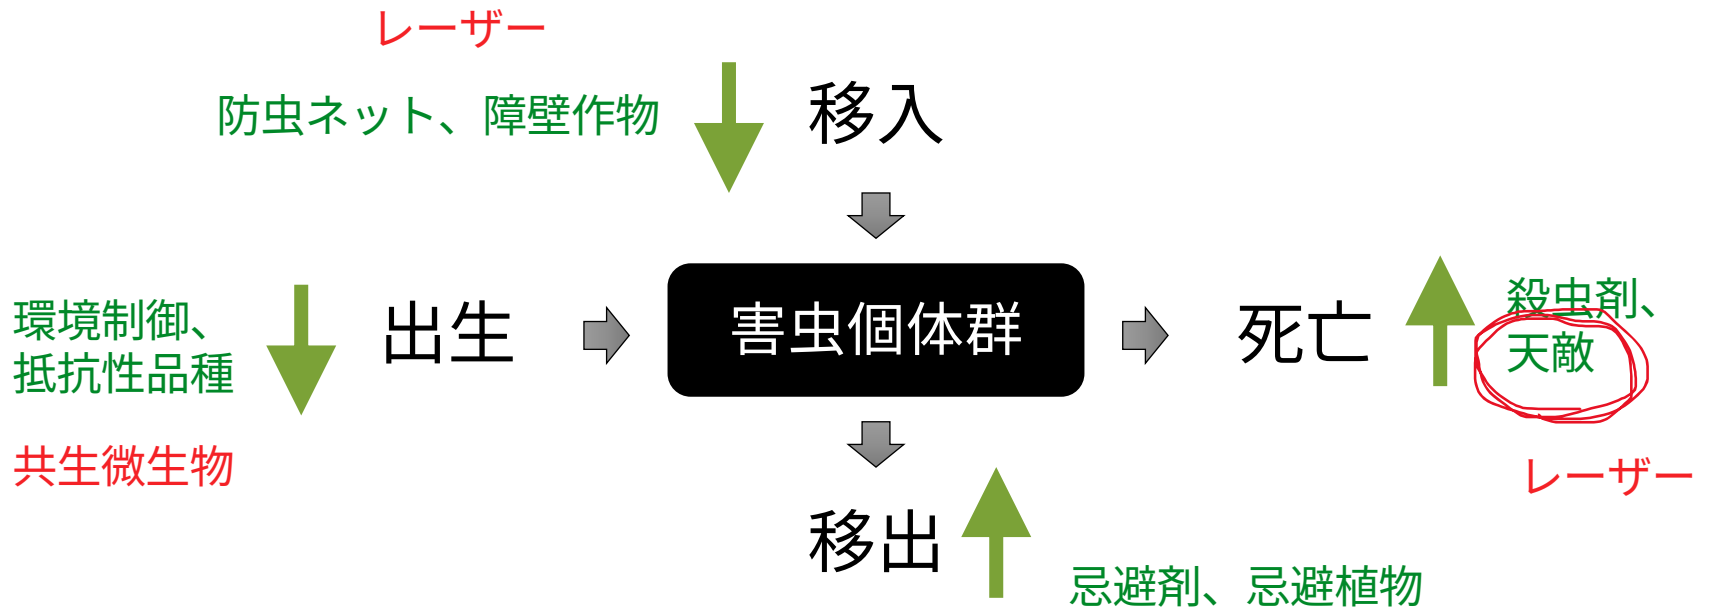 レーザー
防虫ネット、障壁作物
移入
環境制御、
抵抗性品種
共生微生物
出生
害虫個体群
死亡
殺虫剤、
天敵
レーザー
移出
忌避剤、忌避植物